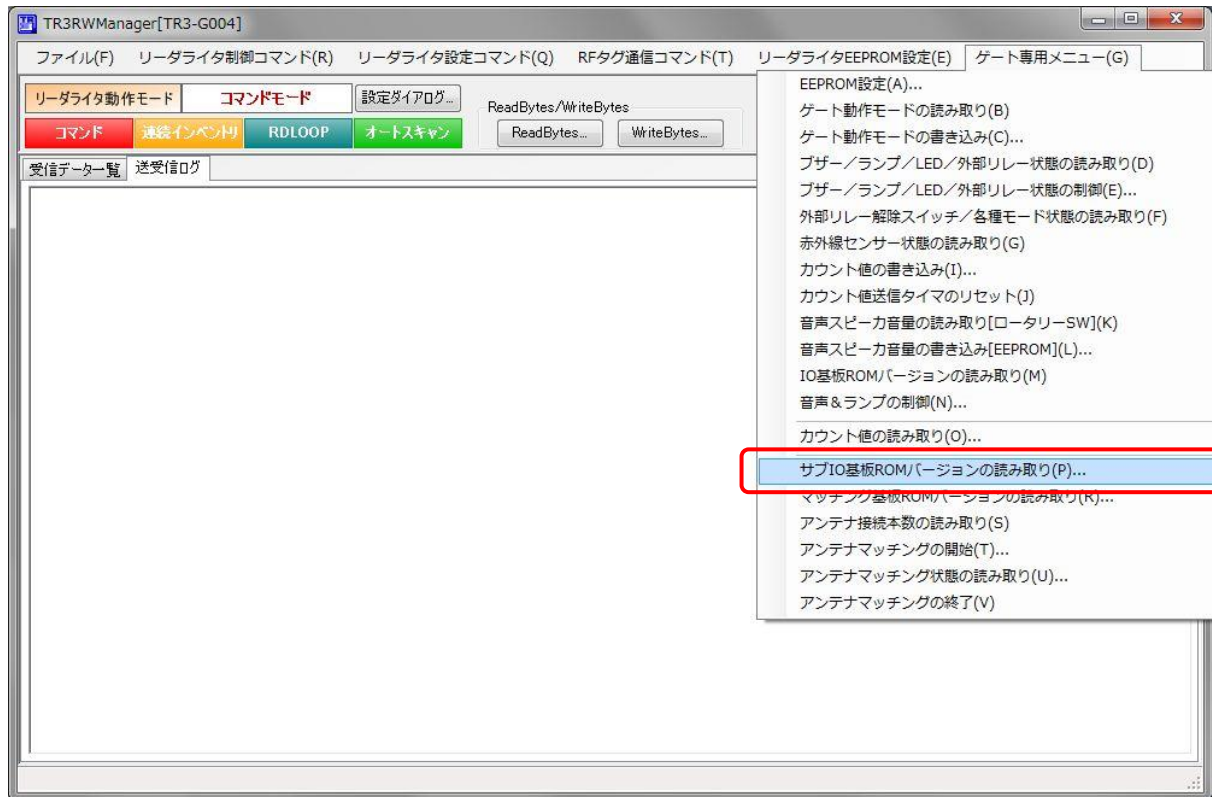 TR3RWManager[TR3-G004]
ファイル(F) リーダライタ制御コマンド(R) リーダライタ設定コマンド(Q) RFタグ通信コマンド(T) リーダライタEEPROM設定(E) ゲート専用メニュー(G)
リーダライタ動作モード コマンドモード 設定ダイアログ...
コマンド 連続インベントリ RDLOOP オートスキャン
ReadBytes/WriteBytes
ReadBytes... WriteBytes...
受信データ一覧 送受信ログ
EEPROM設定(A)...
ゲート動作モードの読み取り(B)
ゲート動作モードの書き込み(C)...
ブザー／ランプ／LED／外部リレー状態の読み取り(D)
ブザー／ランプ／LED／外部リレー状態の制御(E)...
外部リレー解除スイッチ／各種モード状態の読み取り(F)
赤外線センサー状態の読み取り(G)
カウント値の書き込み(I)...
カウント値送信タイマのリセット(J)
音声スピーカ音量の読み取り[ロータリーSW](K)
音声スピーカ音量の書き込み[EEPROM](L)...
IO基板ROMバージョンの読み取り(M)
音声＆ランプの制御(N)...
カウント値の読み取り(O)...
サブIO基板ROMバージョンの読み取り(P)...
マッチング基板ROMバージョンの読み取り(R)...
アンテナ接続本数の読み取り(S)
アンテナマッチングの開始(T)...
アンテナマッチング状態の読み取り(U)...
アンテナマッチングの終了(V)